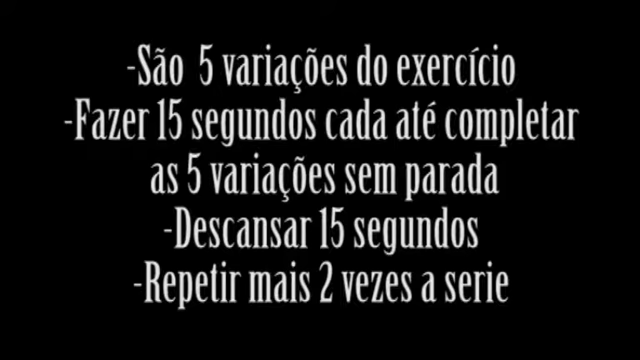 -São 5 variações do exercício
-Fazer 15 segundos cada até completar
as 5 variações sem parada
-Descansar 15 segundos
-Repetir mais 2 vezes a serie